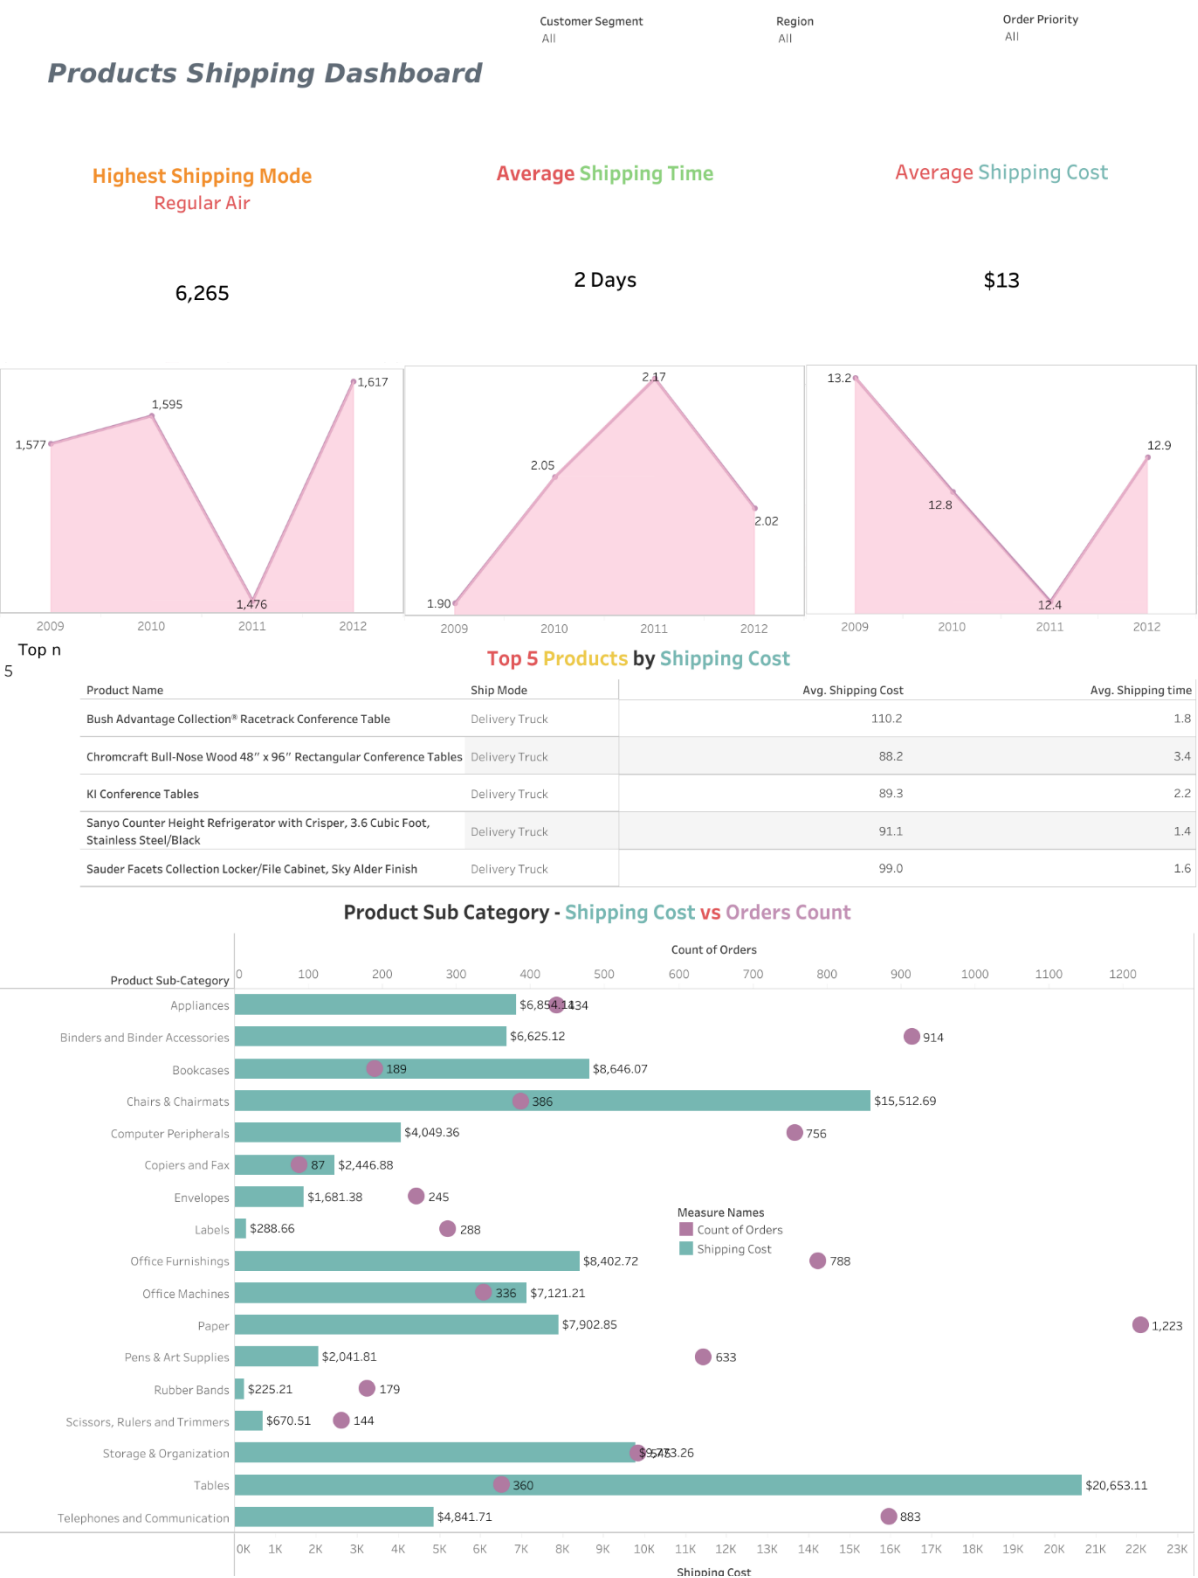 Customer Segment
All
Region
All
Order Priority
All
Products Shipping Dashboard
Highest Shipping Mode
Regular Air
6,265
Average Shipping Time
2 Days
Average Shipping Cost
$13
1,577
1,595
1,476
1,617
2009 2010 2011 2012
1.90
2.05
2.17
2.02
2009 2010 2011 2012
13.2
12.8
12.4
12.9
2009 2010 2011 2012
Top n
5
Top 5 Products by Shipping Cost
Product Name Ship Mode Avg. Shipping Cost Avg. Shipping time
Bush Advantage Collection® Racetrack Conference Table Delivery Truck 110.2 1.8
Chromcraft Bull-Nose Wood 48" x 96" Rectangular Conference Tables Delivery Truck 88.2 3.4
KI Conference Tables Delivery Truck 89.3 2.2
Sanyo Counter Height Refrigerator with Crisper, 3.6 Cubic Foot,
Stainless Steel/Black Delivery Truck 91.1 1.4
Sauder Facets Collection Locker/File Cabinet, Sky Alder Finish Delivery Truck 99.0 1.6
Product Sub Category - Shipping Cost vs Orders Count
Count of Orders
0 100 200 300 400 500 600 700 800 900 1000 1100 1200
Product Sub-Category
Appliances
Binders and Binder Accessories $6,625.12 914
Bookcases 189 $8,646.07
Chairs & Chairmats 386 $15,512.69
Computer Peripherals $4,049.36 756
Copiers and Fax 87 $2,446.88
Envelopes $1,681.38 245
Labels $288.66 288
Measure Names
Count of Orders
Shipping Cost
Office Furnishings $8,402.72 788
Office Machines 336 $7,121.21
Paper $7,902.85 1,223
Pens & Art Supplies $2,041.81 633
Rubber Bands $225.21 179
Scissors, Rulers and Trimmers $670.51 144
Storage & Organization
Tables 360 $20,653.11
Telephones and Communication $4,841.71 883
0K 1K 2K 3K 4K 5K 6K 7K 8K 9K 10K 11K 12K 13K 14K 15K 16K 17K 18K 19K 20K 21K 22K 23K
Shipping Cost